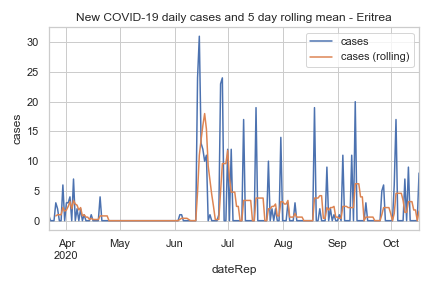 New COVID-19 daily cases and 5 day rolling mean - Eritrea
cases
cases (rolling)
30
25
20
15
10
5
0
cases
Apr
2020
May
Jun
Jul
Aug
Sep
Oct
dateRep